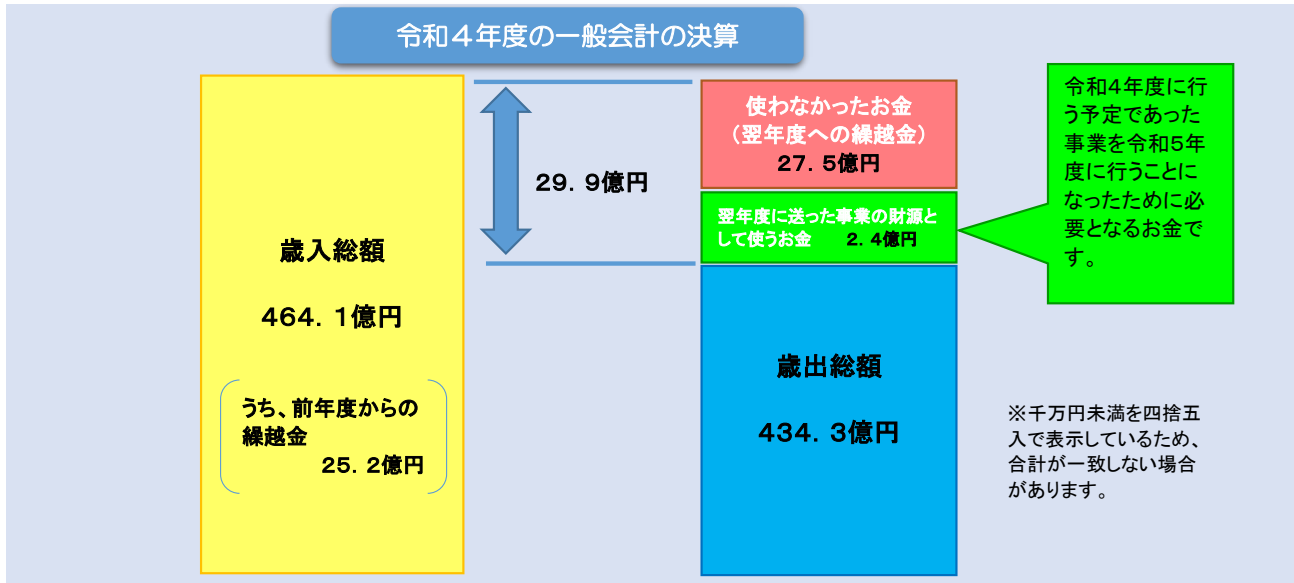 令和４年度の一般会計の決算
歳入総額
４６４．１億円
うち、前年度からの
繰越金
２５．２億円
２９．９億円
使わなかったお金
（翌年度への繰越金）
２７．５億円
翌年度に送った事業の財源と
して使うお金　２．４億円
歳出総額
４３４．３億円
令和４年度に行
う予定であった
事業を令和５年
度に行うことに
なったために必
要となるお金で
す。
※千万円未満を四捨五
入で表示しているため、
合計が一致しない場合
があります。